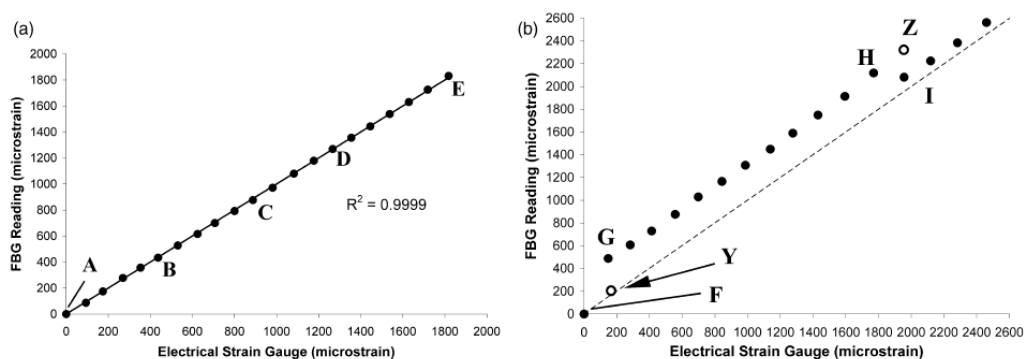 (a)
2000
1800
1600
1400
1200
1000
800
600
400
200
0
FBG Reading (microstrain)
A
B
C
D
E
R² = 0.9999
0 200 400 600 800 1000 1200 1400 1600 1800 2000
Electrical Strain Gauge (microstrain)
(b)
2600
2400
2200
2000
1800
1600
1400
1200
1000
800
600
400
200
0
FBG Reading (microstrain)
Z
H
I
G
Y
F
0 200 400 600 800 1000 1200 1400 1600 1800 2000 2200 2400 2600
Electrical Strain Gauge (microstrain)